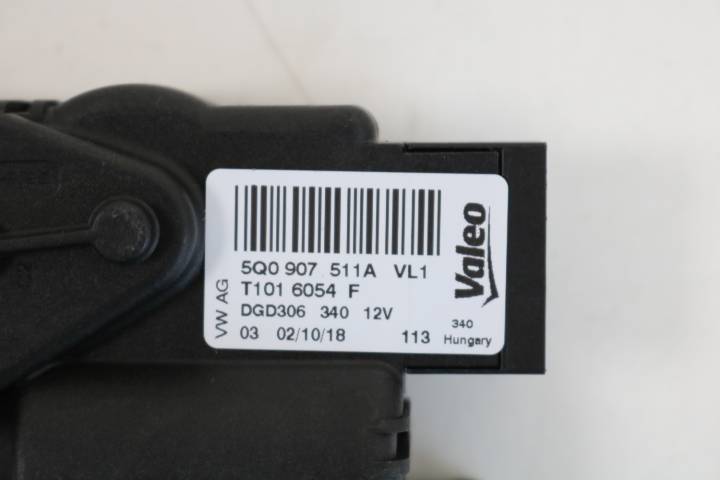 5Q0 907 511A VL1
T101 6054 F
DGD306 340 12V
03 02/10/18 113
VW AG
Valeo
340
Hungary